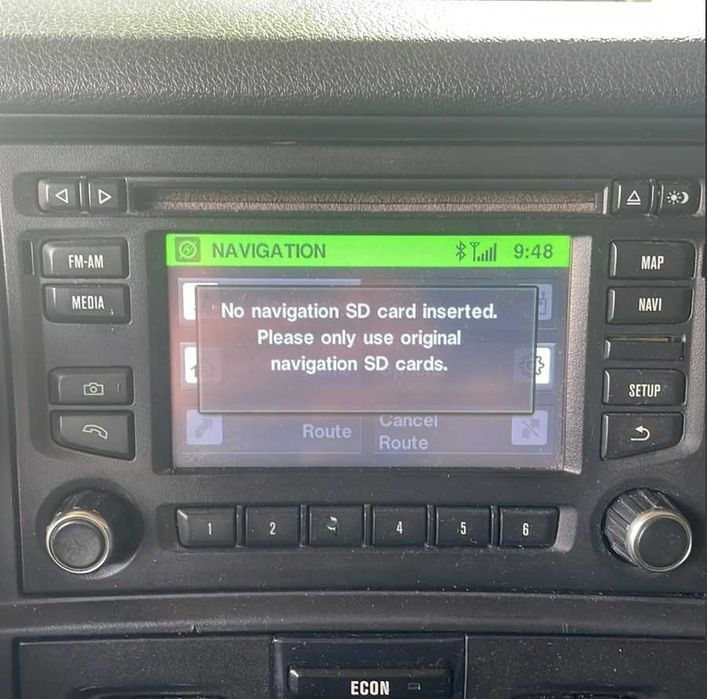 FM-AM
MEDIA
NAVIGATION
9:48
No navigation SD card inserted.
Please only use original
navigation SD cards.
Route
Cancel
Route
MAP
NAVI
SETUP
1
2
4
5
6
ECON